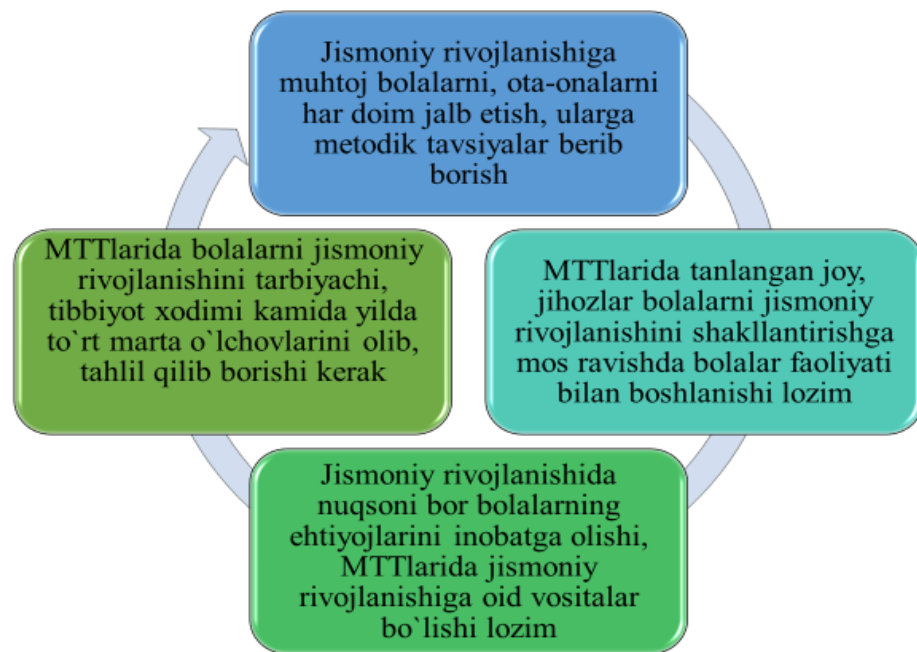 Jismoniy rivojlanishiga
muhtoj bolalarni, ota-onalarni
har doim jalb etish, ularga
metodik tavsiyalar berib
borish
MTTlarida tanlangan joy,
jihozlar bolalarni jismoniy
rivojlanishini shakllantirishga
mos ravishda bolalar faoliyati
bilan boshlanishi lozim
Jismoniy rivojlanishida
nuqsoni bor bolalarning
ehtiyojlarini inobatga olishi,
MTTlarida jismoniy
rivojlanishiga oid vositalar
bo`lishi lozim
MTTlarida bolalarni jismoniy
rivojlanishini tarbiyachi,
tibbiyot xodimi kamida yilda
to`rt marta o`lchovlarini olib,
tahlil qilib borishi kerak